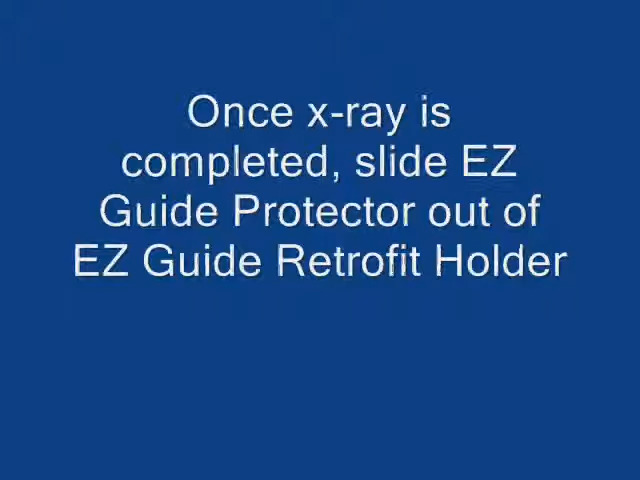 Once x-ray is
completed, slide EZ
Guide Protector out of
EZ Guide Retrofit Holder